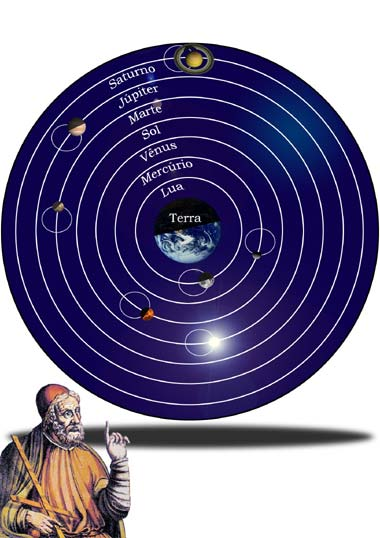 Saturno
Júpiter
Marte
Sol
Vênus
Mercúrio
Lua
Terra